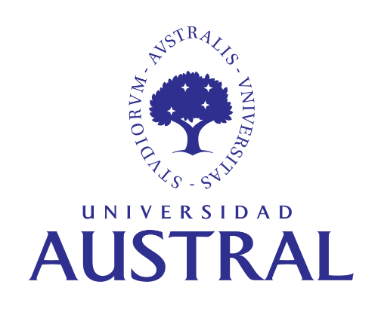 STVDIORVM - AVSTRALIS - VNIVERSITAS -
UNIVERSIDAD
AUSTRAL